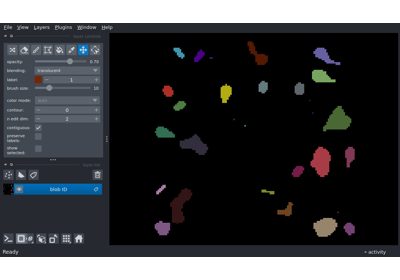 File View Layers Plugins Window Help
opacity: 0.70
blending: translucent
label: 1
brush size: 10
color mode:
contour: 0
n edit dim: 2
contiguous:
preserve labels:
show selected:
blob ID
Ready
activity